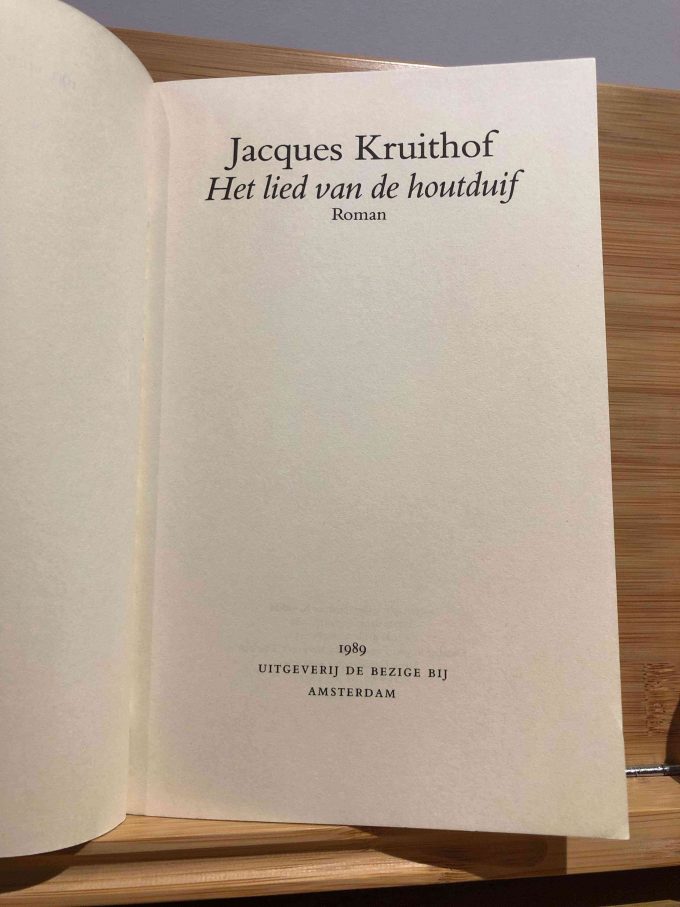 Jacques Kruithof
Het lied van de houtduif
Roman
1989
UITGEVERIJ DE BEZIGE BIJ
AMSTERDAM